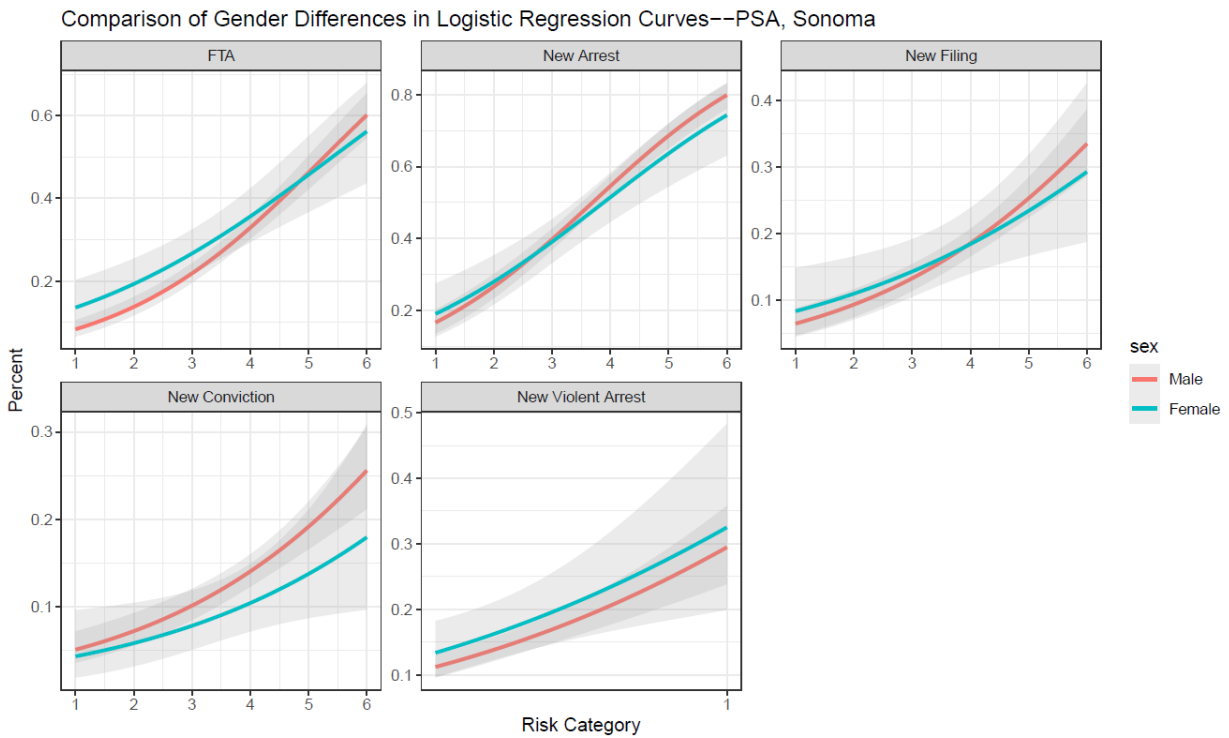 Comparison of Gender Differences in Logistic Regression Curves--PSA, Sonoma
FTA
New Arrest
New Filing
0.6
0.4
0.2
0.8
0.6
0.4
0.2
0.4
0.3
0.2
0.1
1 2 3 4 5 6
1 2 3 4 5 6
1 2 3 4 5 6
New Conviction
New Violent Arrest
0.3
0.2
0.1
0.5
0.4
0.3
0.2
0.1
1 2 3 4 5 6
1
Percent
Risk Category
sex
Male
Female